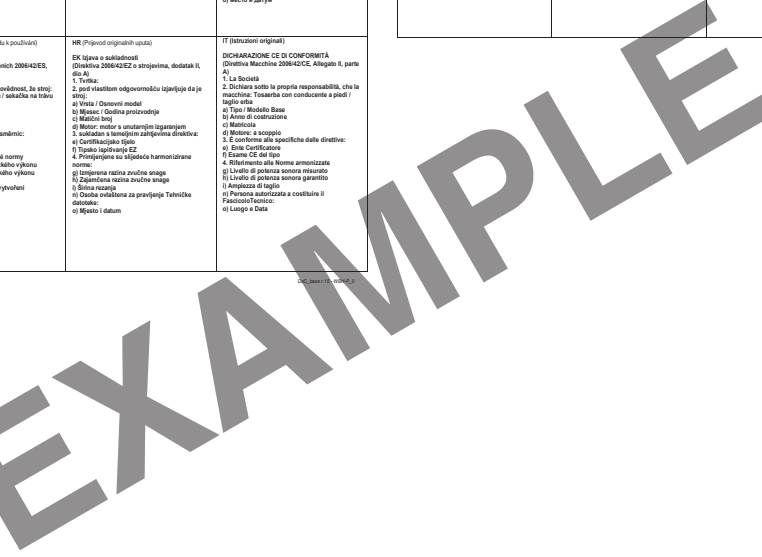 o) Место и датум
du k používání)
eních 2006/42/ES,
ovědnost, že stroj:
u / sekačka na trávu
směrnic:
é normy
ckého výkonu
kého výkonu
vytvoření
HR (Prijevod originalnih uputa)
EK Izjava o sukladnosti
(Direktiva 2006/42/EZ o strojevima, dodatak II,
dio A)
1. Tvrtka:
2. pod vlastitom odgovornošću izjavljuje da je
stroj:
a) Vrsta / Osnovni model
b) Mjesec / Godina proizvodnje
c) Matični broj
d) Motor: motor s unutarnjim izgaranjem
3. sukladan s temeljnim zahtjevima direktiva:
e) Certifikacijsko tijelo
f) Tipsko ispitivanje EZ
4. Primijenjene su slijedeće harmonizirane
norme:
g) Izmjerena razina zvučne snage
h) Zajamčena razina zvučne snage
i) Širina rezanja
n) Osoba ovlaštena za pravljenje Tehničke
datoteke:
o) Mjesto i datum
IT (Istruzioni originali)
DICHIARAZIONE CE DI CONFORMITÁ
(Direttiva Macchine 2006/42/CE, Allegato II, parte
A)
1. La Società
2. Dichiara sotto la propria responsabilità, che la
macchina: Tosaerba con conducente a piedi /
taglio erba
a) Tipo / Modello Base
b) Anno di costruzione
c) Matricola
d) Motore: a scoppio
3. É conforme alle specifiche delle direttive:
e) Ente Certificatore
f) Esame CE del tipo
4. Riferimento alle Norme armonizzate
g) Livello di potenza sonora misurato
h) Livello di potenza sonora garantito
i) Ampiezza di taglio
n) Persona autorizzata a costituire il
FascicoloTecnico:
o) Luogo e Data
EXAMPLE